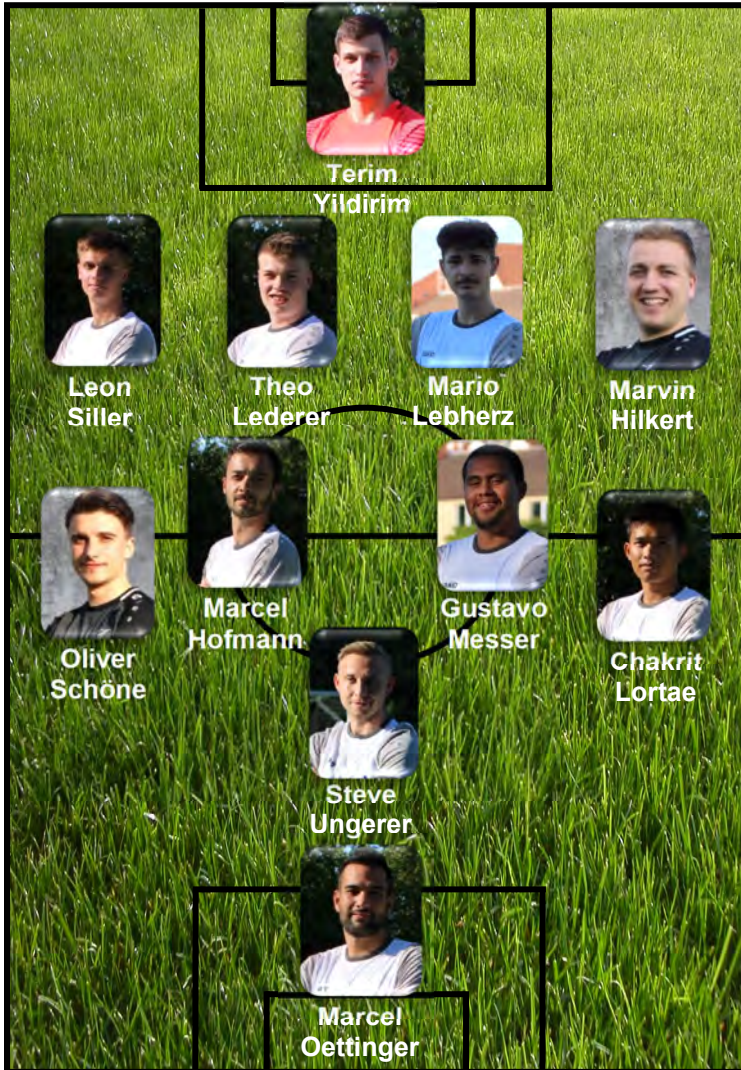 Terim
Yildirim
Leon
Siller
Theo
Lederer
Mario
Lebherz
Marvin
Hilkert
Marcel
Hofmann
Gustavo
Messer
Oliver
Schöne
Chakrit
Lortae
Steve
Ungerer
Marcel
Oettinger